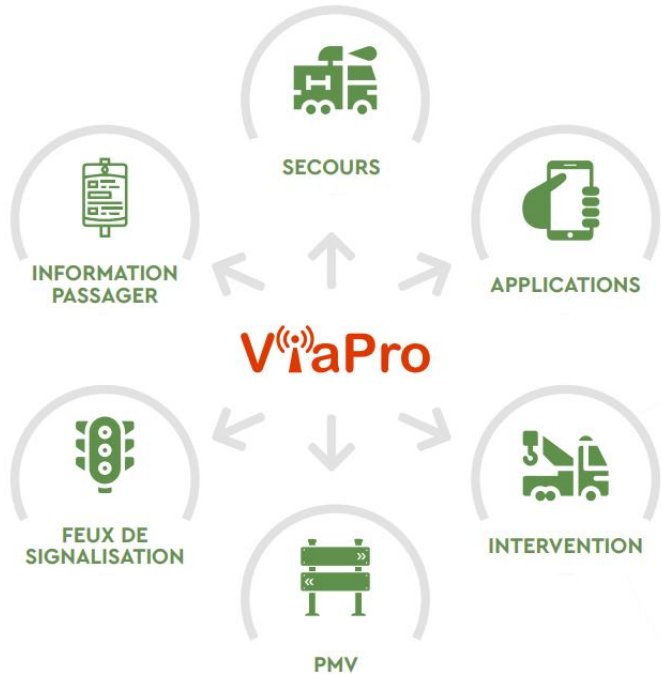 SECOURS
INFORMATION
PASSAGER
APPLICATIONS
ViaPro
FEUX DE
SIGNALISATION
INTERVENTION
PMV